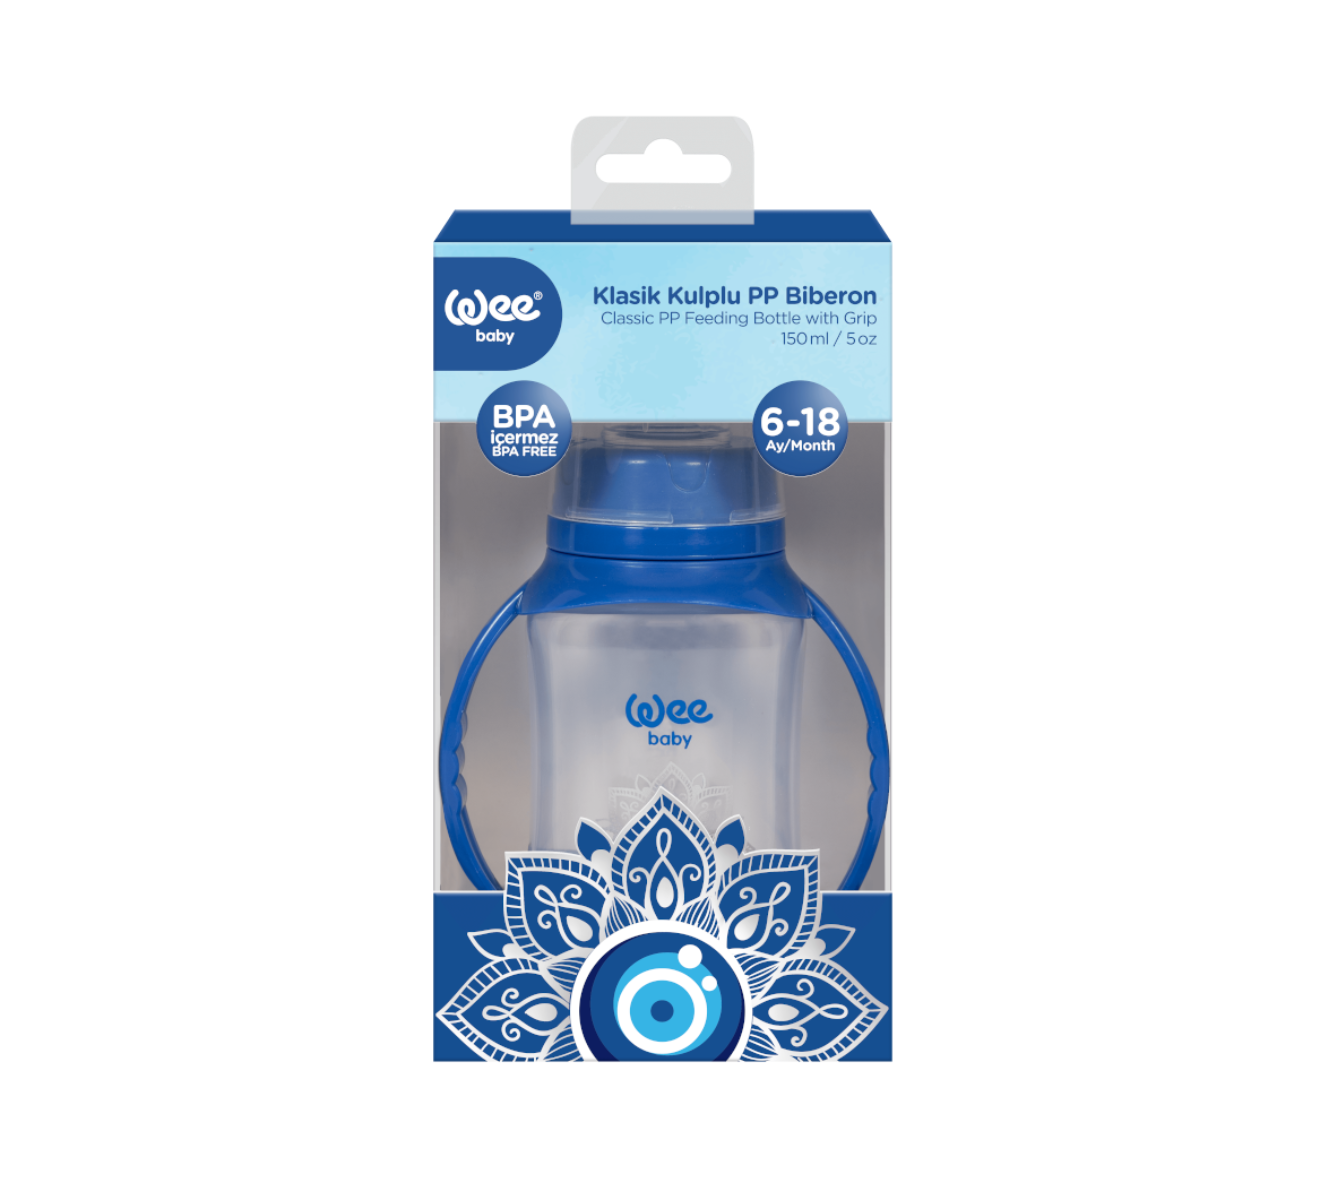 Wee®
baby
Klasik Kulplu PP Biberon
Classic PP Feeding Bottle with Grip
150 ml / 5 oz
BPA
içermez
BPA FREE
6-18
Ay/Month
Wee
baby